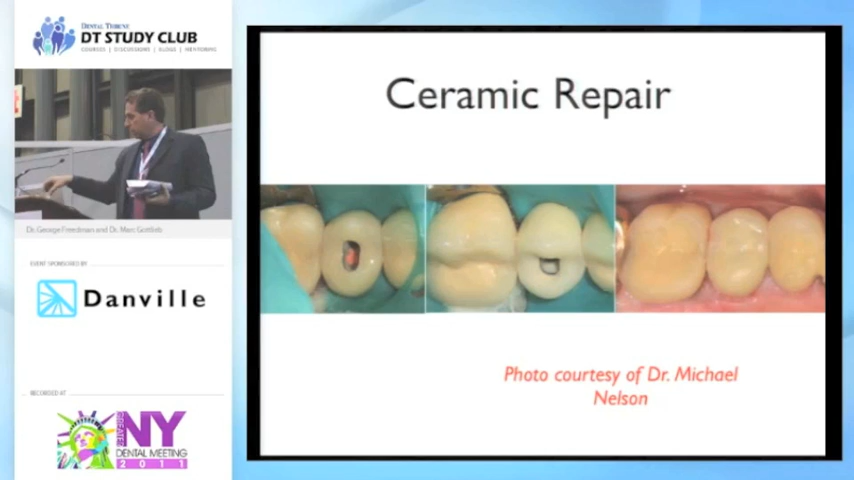 DENTAL TRIBUNE
DT STUDY CLUB
COURSES | DISCUSSIONS | BLOGS | MENTORING
Dr. George Freedman and Dr. Marc Gottlieb
EVENT SPONSORED BY
Danville
RECORDED AT
GREATER NY
DENTAL MEETING
2011
Ceramic Repair
Photo courtesy of Dr. Michael
Nelson